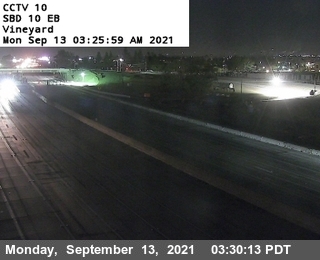 CCTV 10
SBD 10 EB
Vineyard
Mon Sep 13 03:25:59 AM 2021
Monday, September 13, 2021 03:30:13 PDT